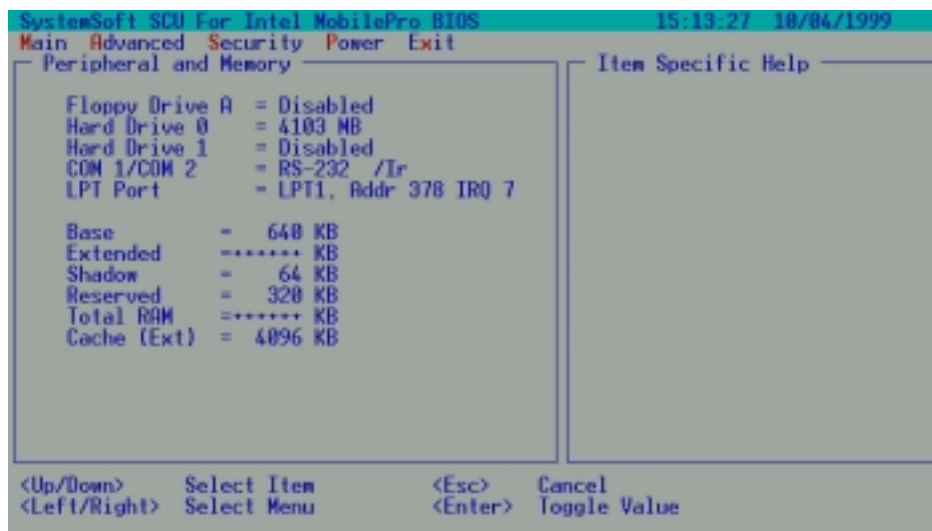 SystemSoft SCU For Intel MobilePro BIOS 15:13:27 10/04/1999
Main Advanced Security Power Exit
Peripheral and Memory
Item Specific Help
Floppy Drive A = Disabled
Hard Drive 0 = 4103 MB
Hard Drive 1 = Disabled
COM 1/COM 2 = RS-232 /Ir
LPT Port = LPT1, Addr 378 IRQ 7
Base = 640 KB
Extended =++++++ KB
Shadow = 64 KB
Reserved = 320 KB
Total RAM =++++++ KB
Cache (Ext) = 4096 KB
<Up/Down> Select Item <Esc> Cancel
<Left/Right> Select Menu <Enter> Toggle Value